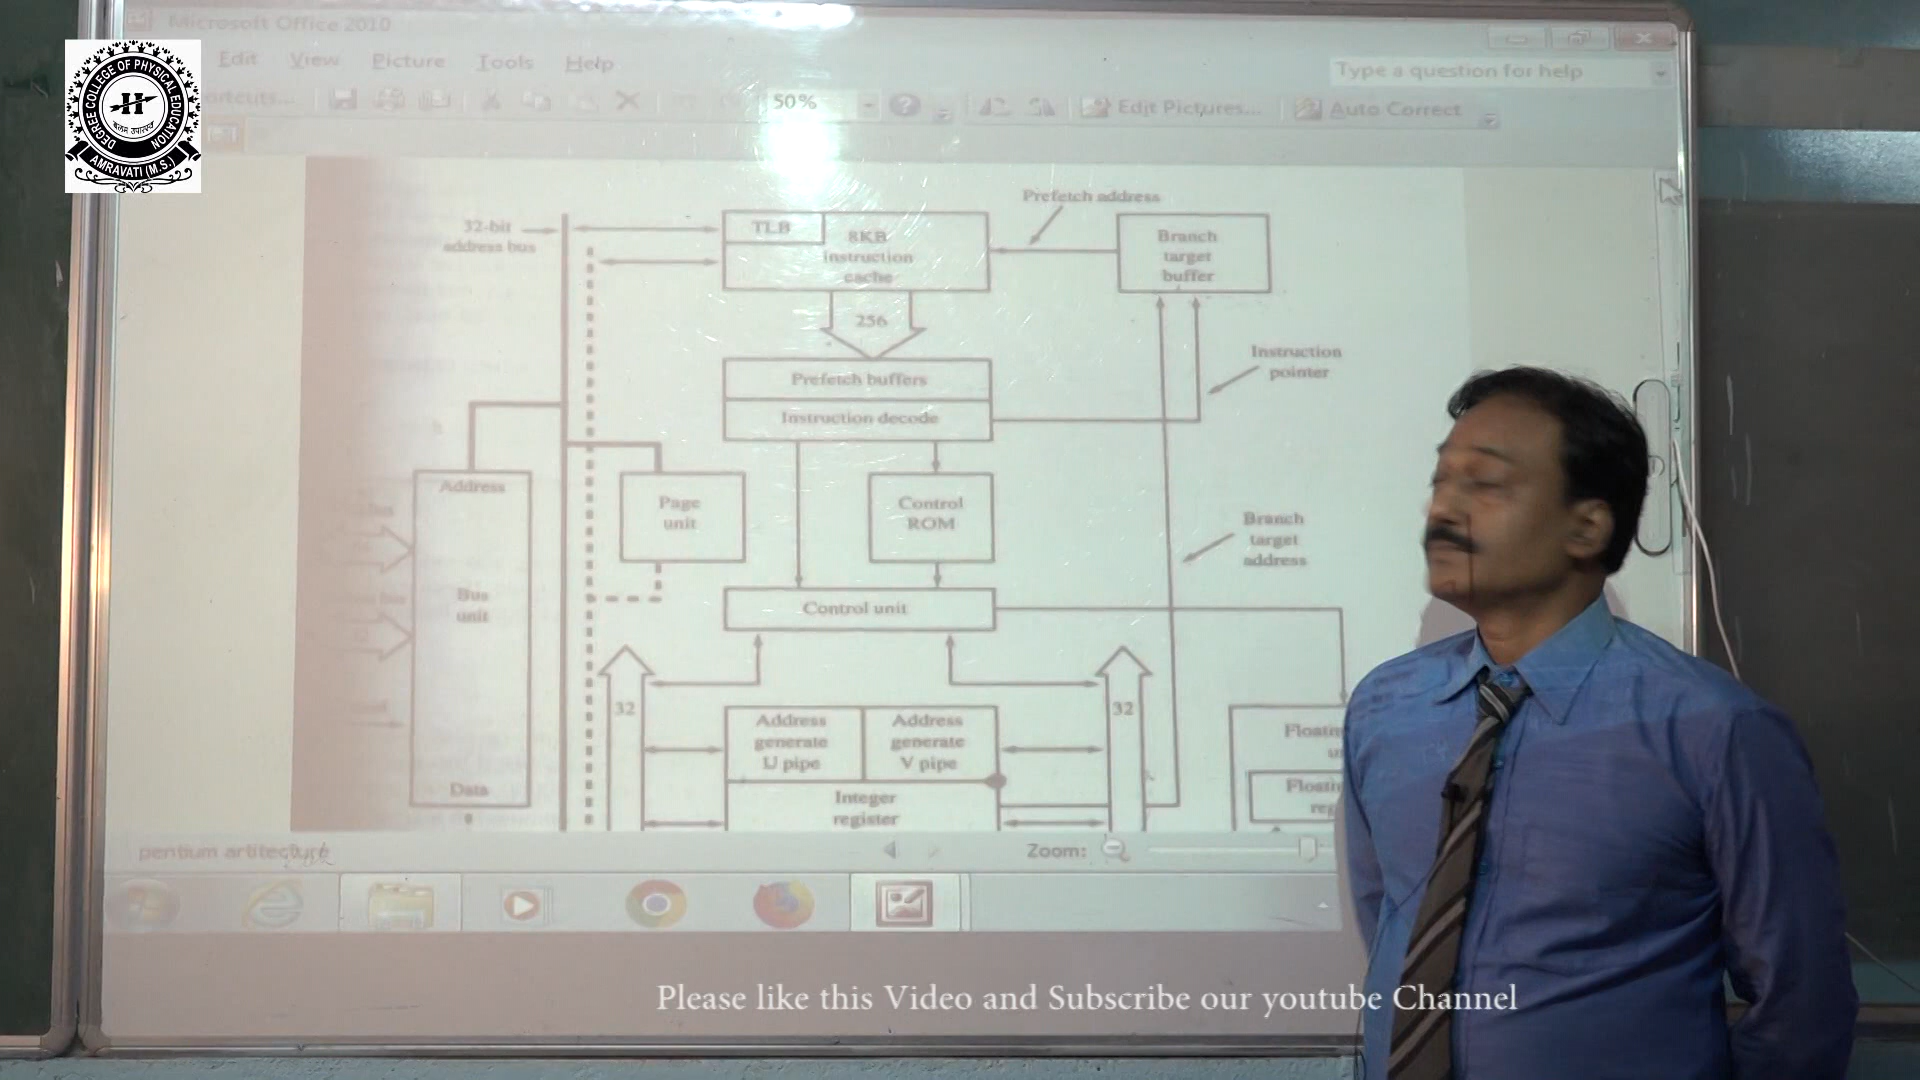 Microsoft Office 2010
Edit View Picture Tools Help
Type a question for help
50%
Edit Pictures...
Auto Correct
DEGREE COLLEGE OF PHYSICAL EDUCATION
AMRAVATI (M.S.)
Prefetch address
32-bit
address bus
TLB
8KB
instruction
cache
Branch
target
buffer
256
Prefetch buffers
Instruction decode
Instruction
pointer
Address
Bus
unit
Data
Page
unit
Control
ROM
Branch
target
address
Control unit
32
32
Address
generate
U pipe
Address
generate
V pipe
Integer
register
pentium artitecture
Zoom:
Please like this Video and Subscribe our youtube Channel